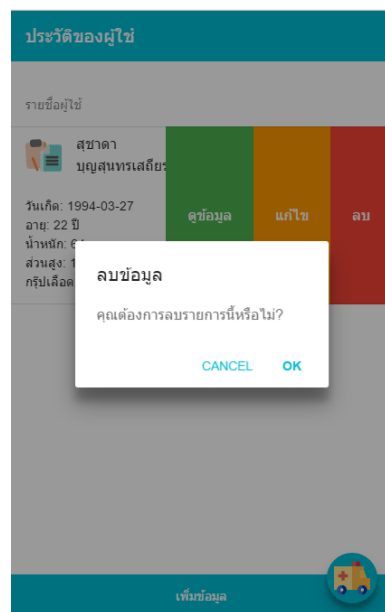 ประวัติของผู้ใช่
รายชื่อผู้ใช้
สุชาดา
บุญสุนทรเสถียร
วันเกิด: 1994-03-27
อายุ: 22 ปี
น้ำหนัก:
ส่วนสูง: 1
กรุ๊ปเลือด
ดูข้อมูล
แก้ไข
ลบ
ลบข้อมูล
คุณต้องการลบรายการนี้หรือไม่?
CANCEL OK
เพิ่มข้อมูล